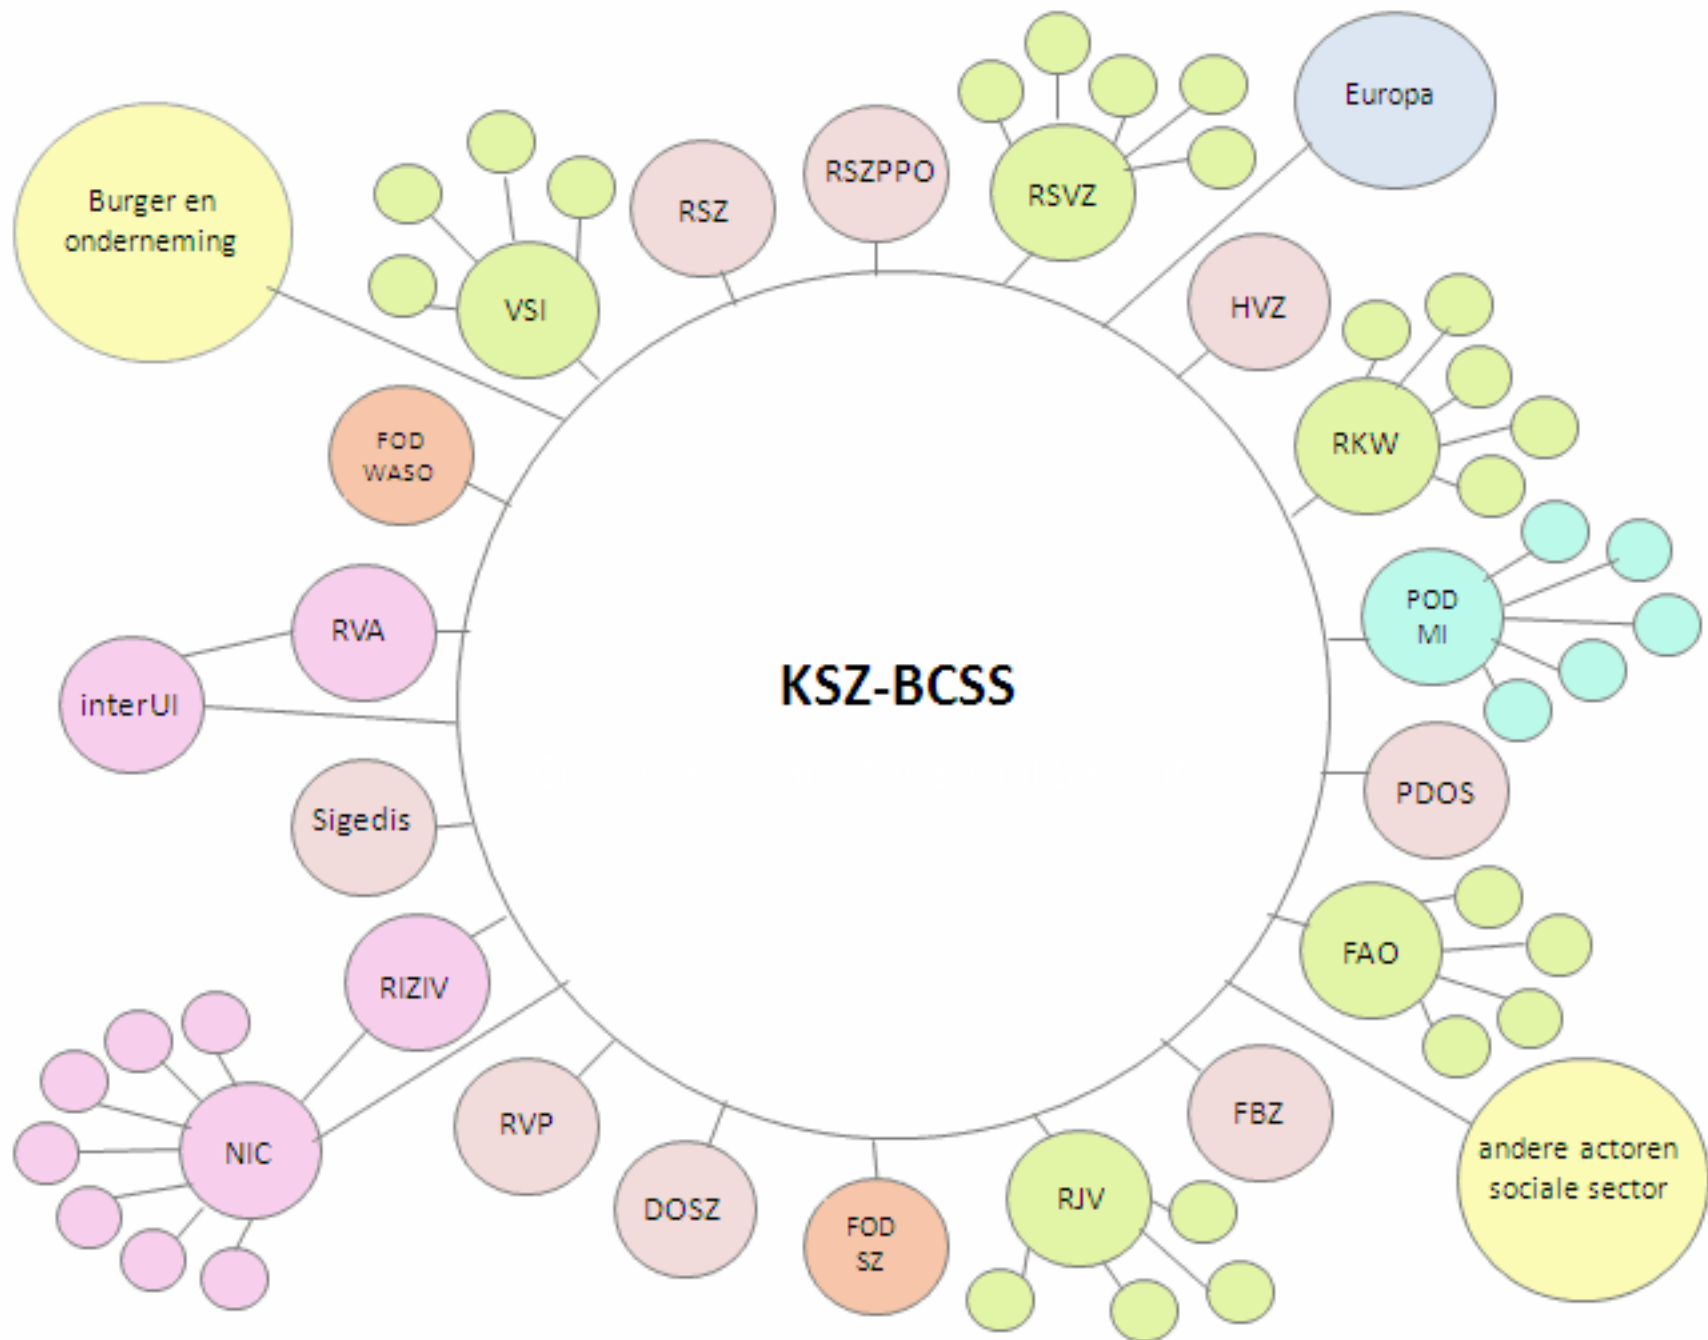 Europa
Burger en
onderneming
RSZPPO
RSZ
RSVZ
VSI
HVZ
FOD
WASO
RKW
RVA
POD
MI
KSZ-BCSS
interUI
Sigedis
PDOS
FAO
RIZIV
NIC
RVP
FBZ
andere actoren
sociale sector
DOSZ
RJV
FOD
SZ